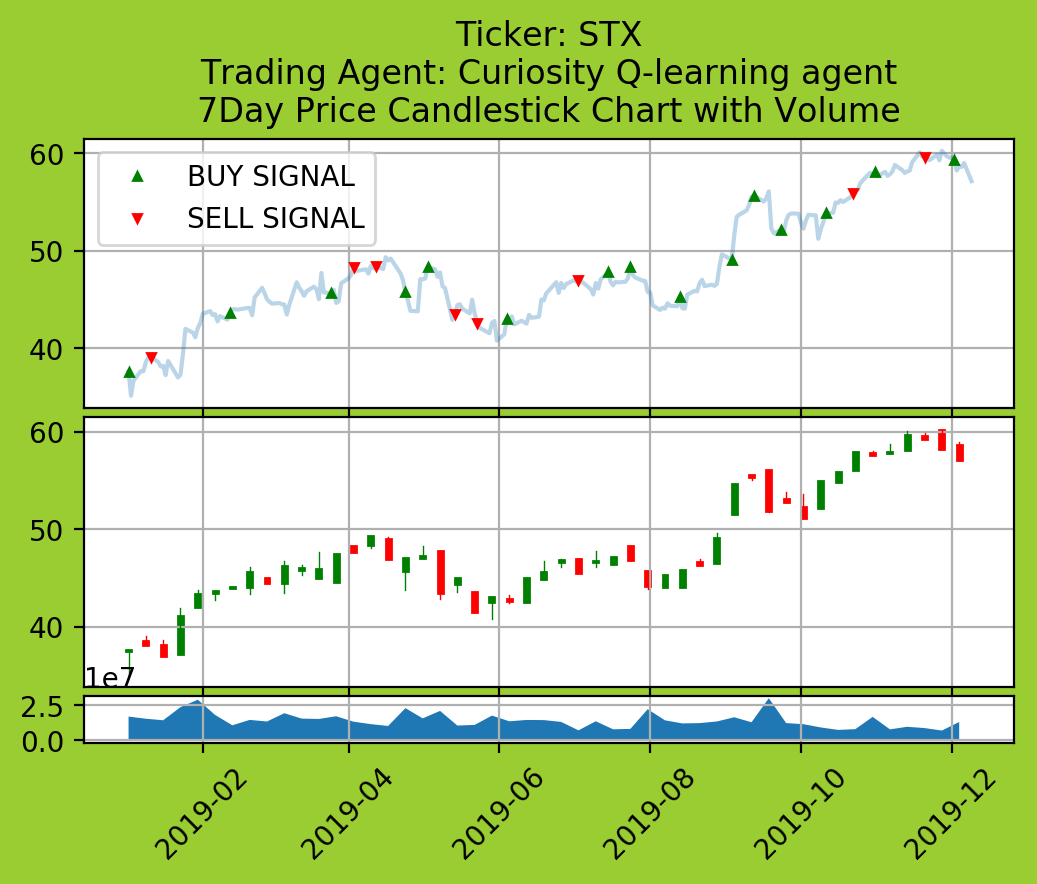 Ticker: STX
Trading Agent: Curiosity Q-learning agent
7Day Price Candlestick Chart with Volume
60
50
40
BUY SIGNAL
SELL SIGNAL
60
50
40
1e7
2.5
0.0
2019-02
2019-04
2019-06
2019-08
2019-10
2019-12